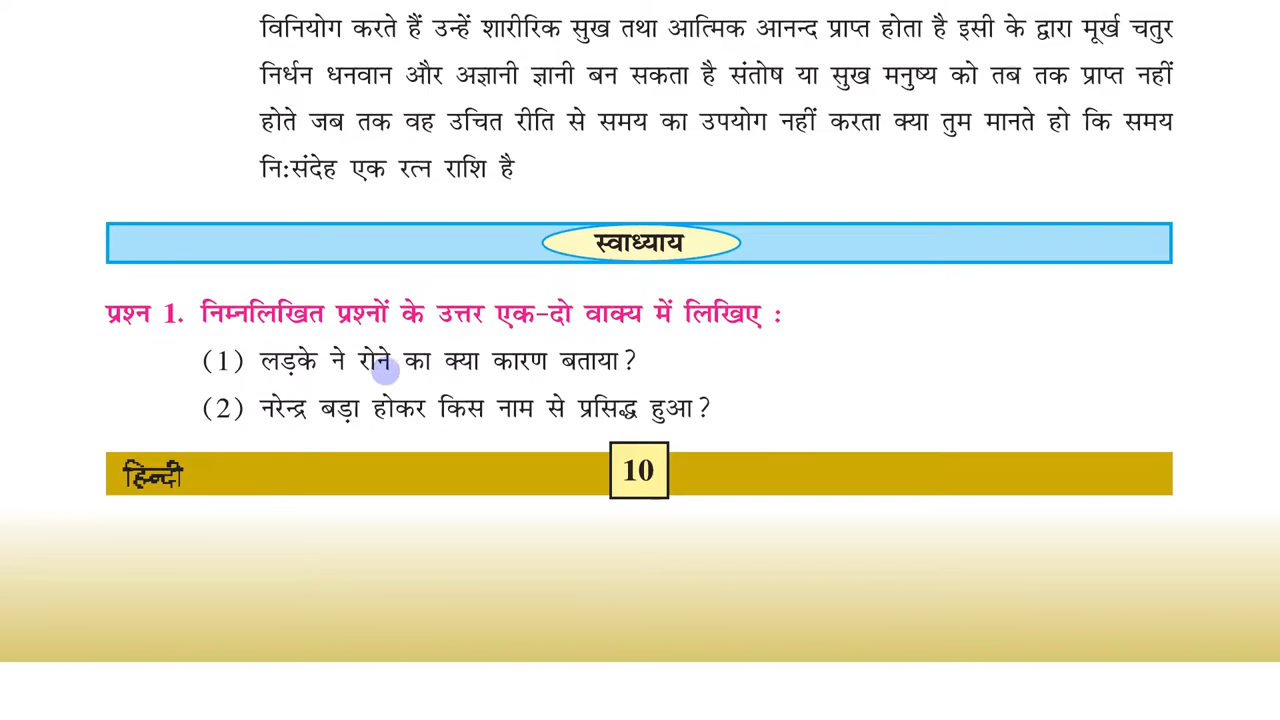 विनियोग करते हैं उन्हें शारीरिक सुख तथा आत्मिक आनन्द प्राप्त होता है इसी के द्वारा मूर्ख चतुर
निर्धन धनवान और अज्ञानी ज्ञानी बन सकता है संतोष या सुख मनुष्य को तब तक प्राप्त नहीं
होते जब तक वह उचित रीति से समय का उपयोग नहीं करता क्या तुम मानते हो कि समय
नि:संदेह एक रत्न राशि है
स्वाध्याय
प्रश्न 1. निम्नलिखित प्रश्नों के उत्तर एक-दो वाक्य में लिखिए :
(1) लड़के ने रोने का क्या कारण बताया?
(2) नरेन्द्र बड़ा होकर किस नाम से प्रसिद्ध हुआ?
हिन्दी
10